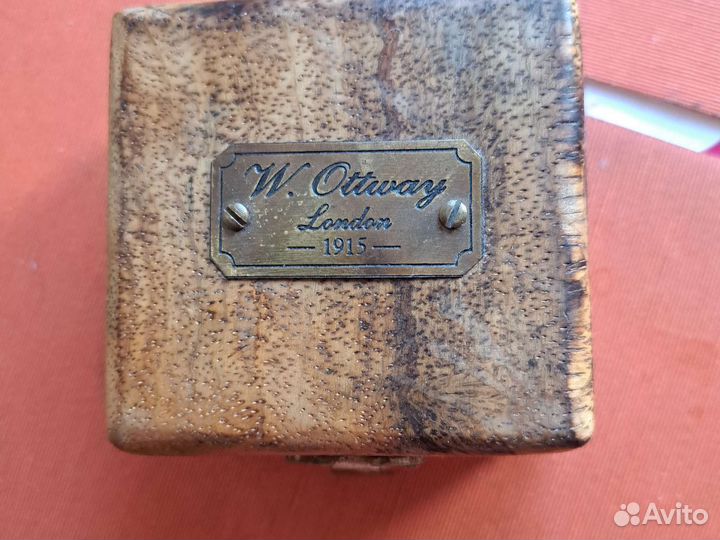 W. Ottway
London
— 1915 —
Avito